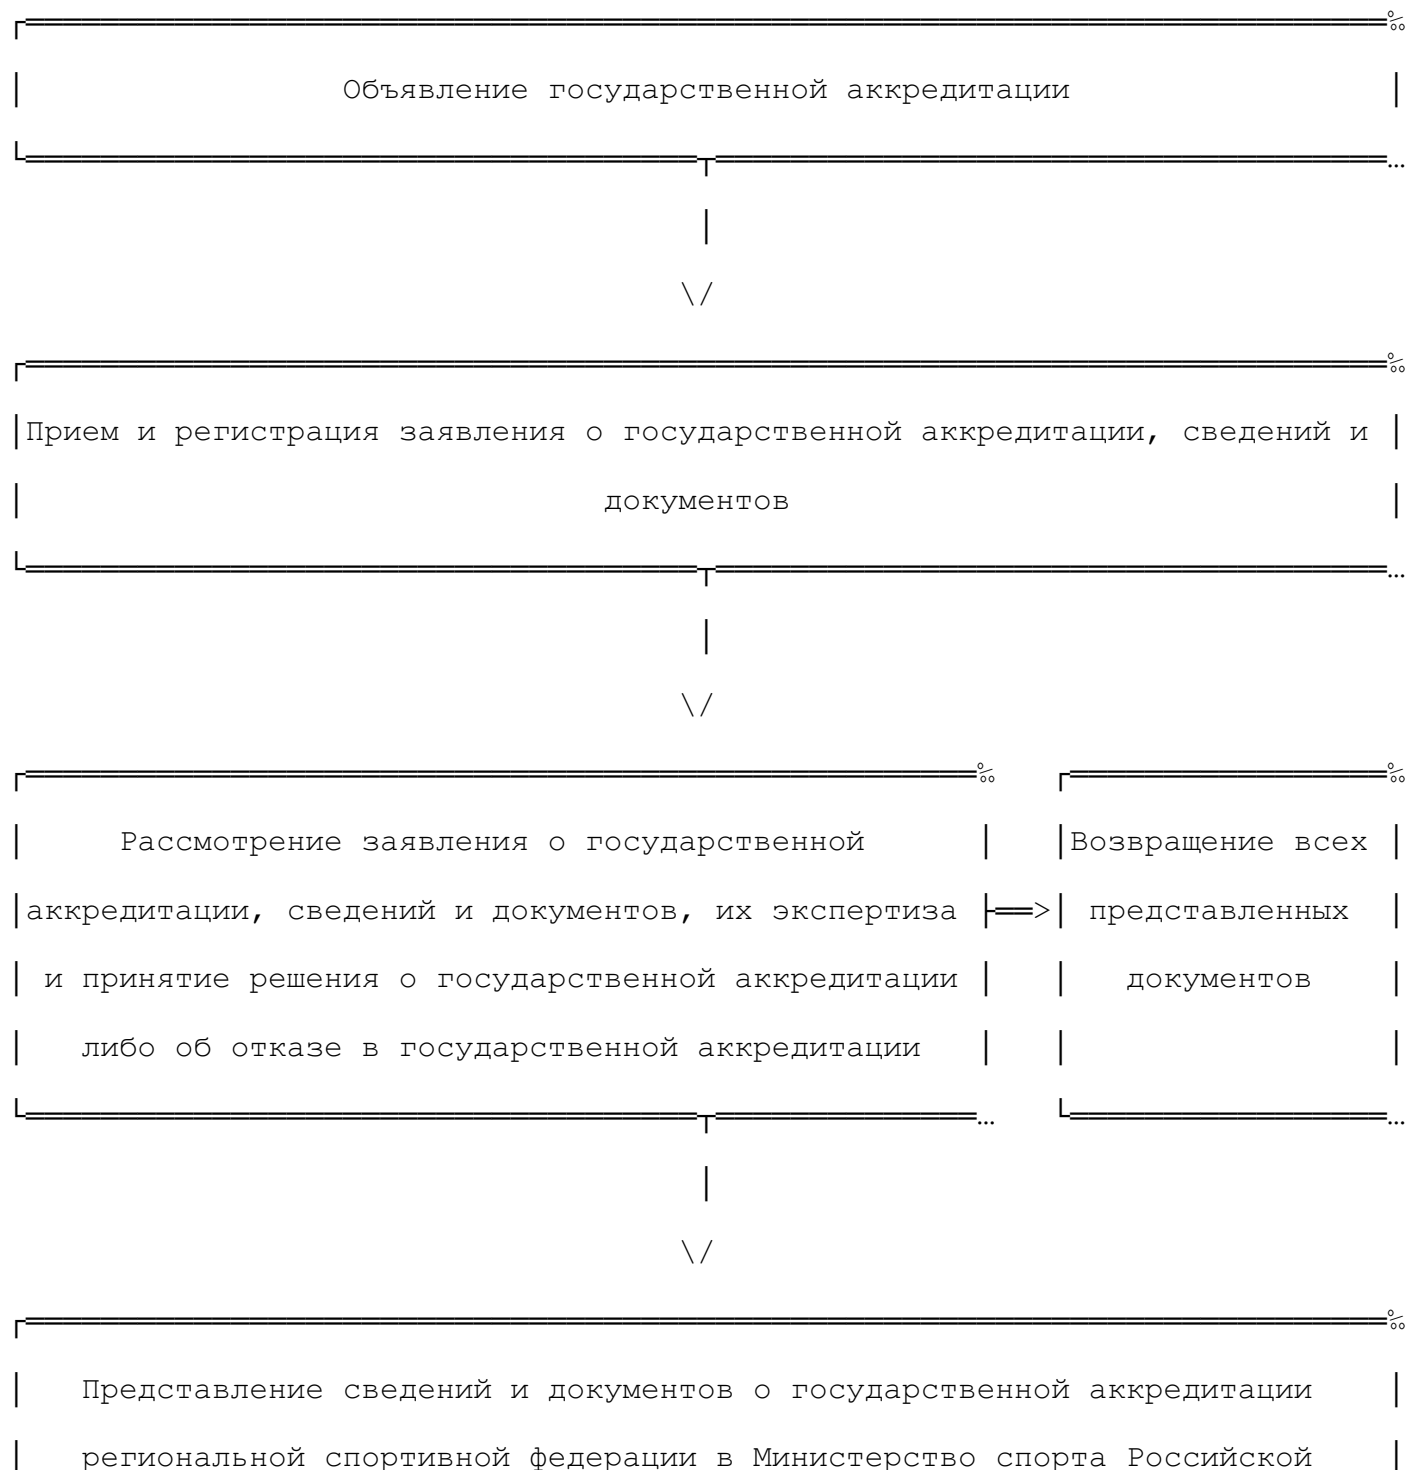 Объявление государственной аккредитации
Прием и регистрация заявления о государственной аккредитации, сведений и
документов
Рассмотрение заявления о государственной
аккредитации, сведений и документов, их экспертиза
и принятие решения о государственной аккредитации
либо об отказе в государственной аккредитации
Возвращение всех
представленных
документов
Представление сведений и документов о государственной аккредитации
региональной спортивной федерации в Министерство спорта Российской